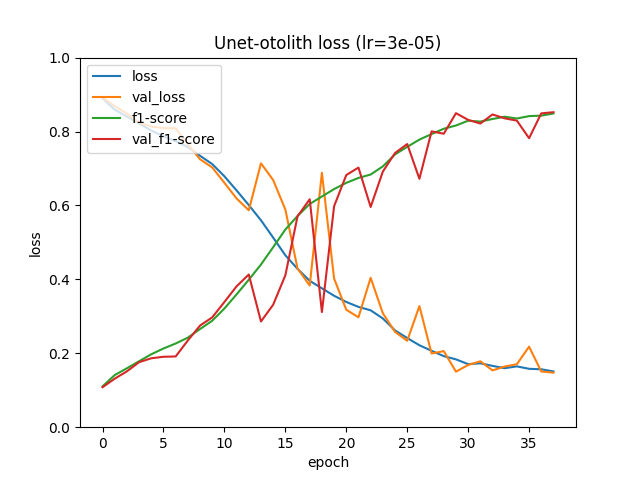 Unet-otolith loss (lr=3e-05)
loss
val_loss
f1-score
val_f1-score
1.0
0.8
0.6
0.4
0.2
0.0
loss
0 5 10 15 20 25 30 35
epoch